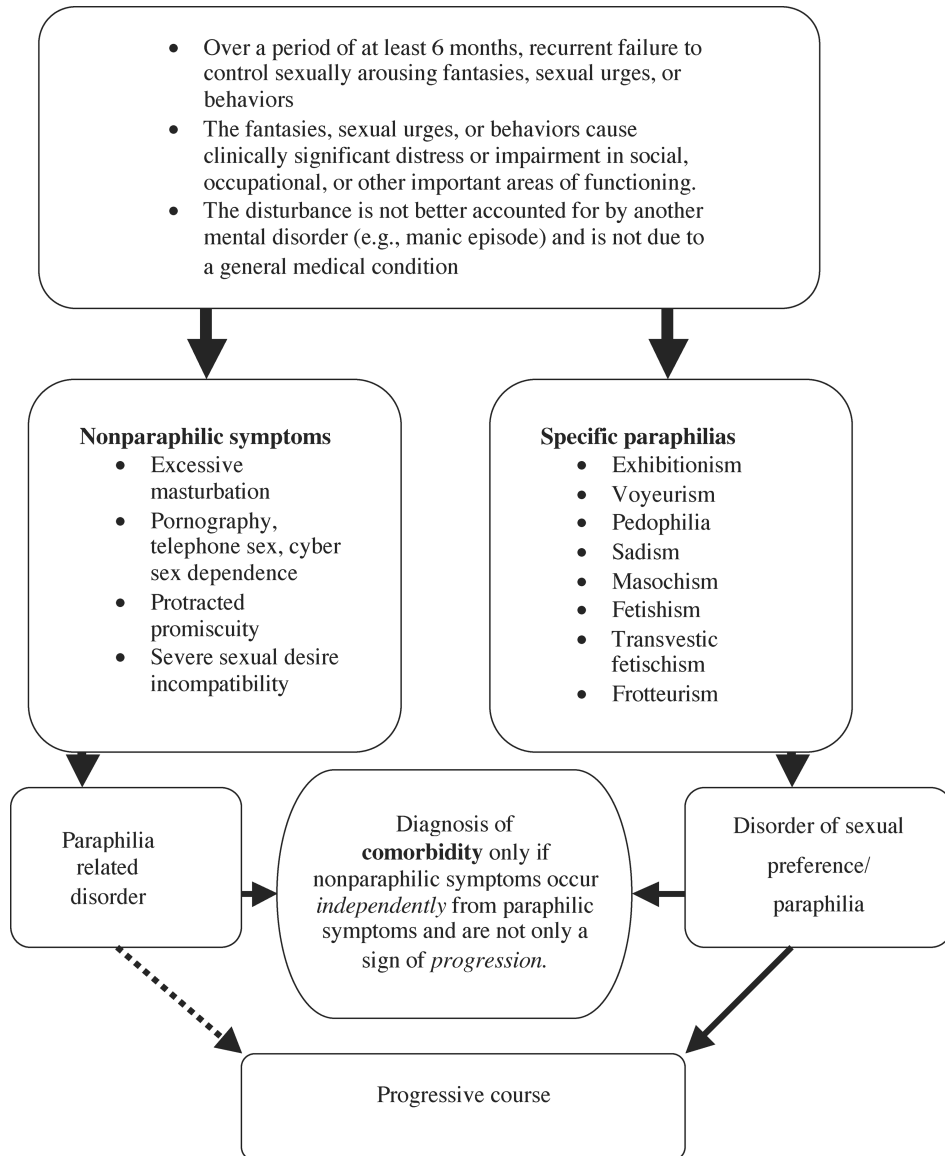 • Over a period of at least 6 months, recurrent failure to
control sexually arousing fantasies, sexual urges, or
behaviors
• The fantasies, sexual urges, or behaviors cause
clinically significant distress or impairment in social,
occupational, or other important areas of functioning.
• The disturbance is not better accounted for by another
mental disorder (e.g., manic episode) and is not due to
a general medical condition
Nonparaphilic symptoms
• Excessive
masturbation
• Pornography,
telephone sex, cyber
sex dependence
• Protracted
promiscuity
• Severe sexual desire
incompatibility
Specific paraphilias
• Exhibitionism
• Voyeurism
• Pedophilia
• Sadism
• Masochism
• Fetishism
• Transvestic
fetischism
• Frotteurism
Paraphilia
related
disorder
Diagnosis of
comorbidity only if
nonparaphilic symptoms occur
independently from paraphilic
symptoms and are not only a
sign of progression.
Disorder of sexual
preference/
paraphilia
Progressive course